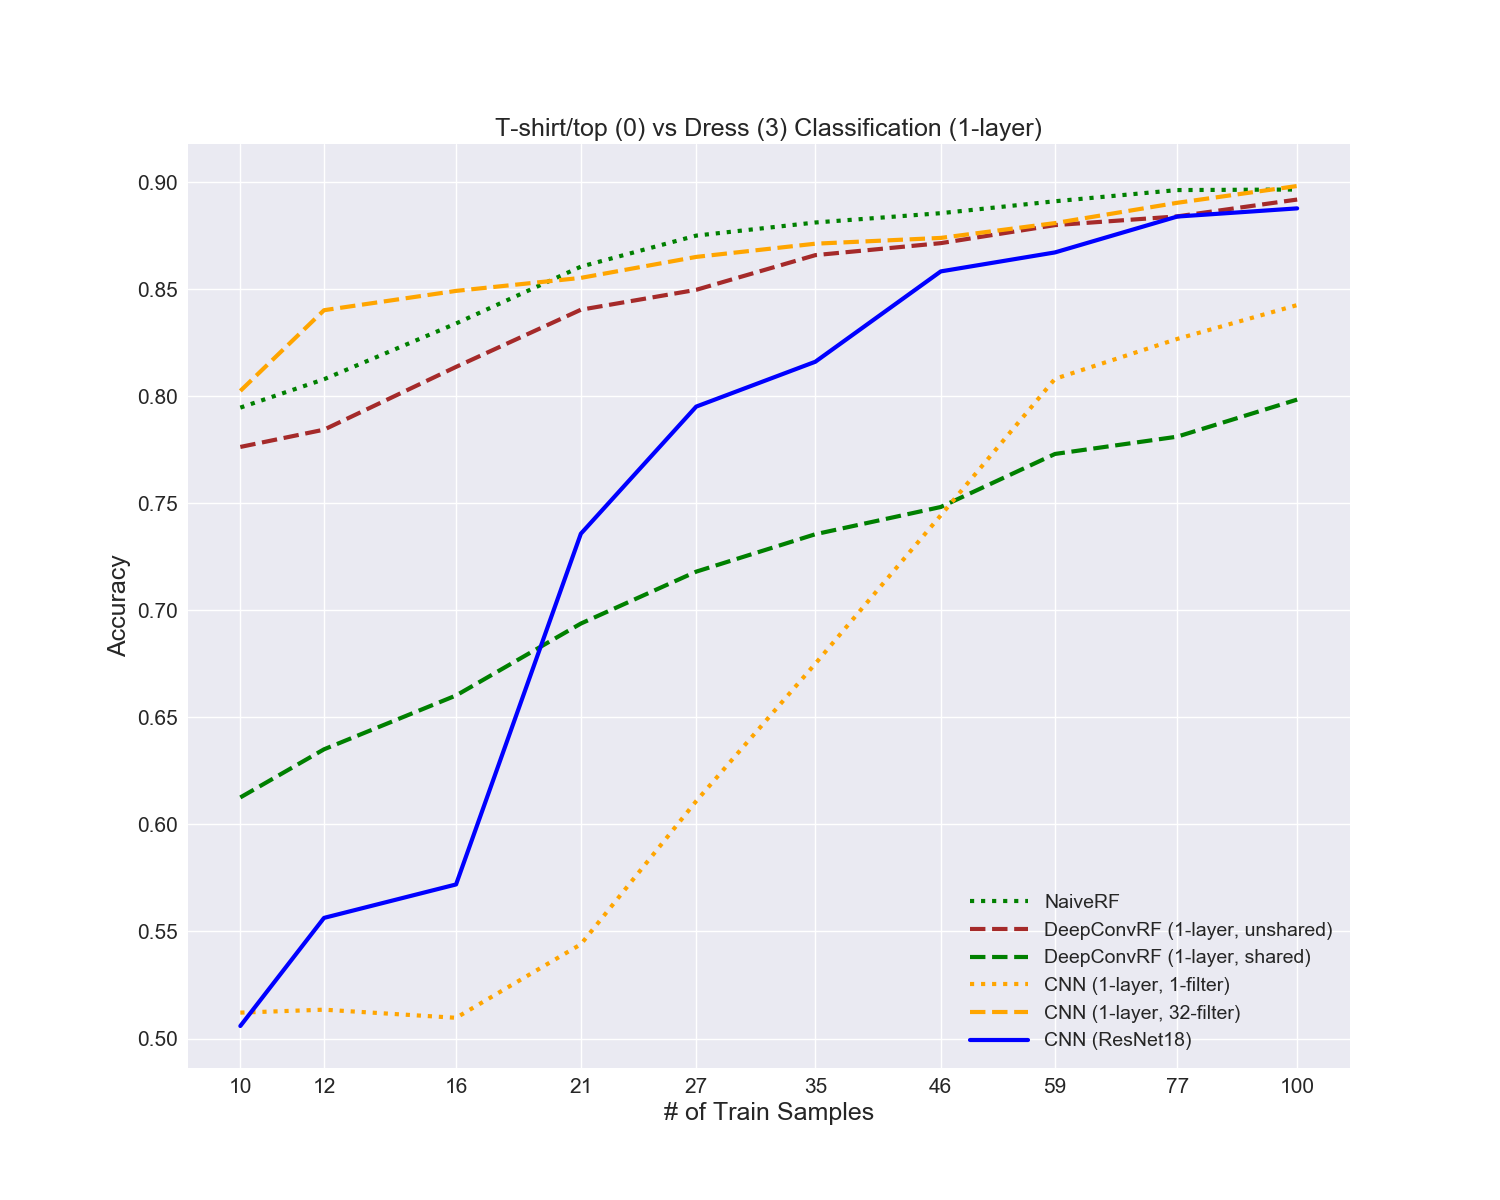 T-shirt/top (0) vs Dress (3) Classification (1-layer)
0.90
0.85
0.80
0.75
0.70
0.65
0.60
0.55
0.50
Accuracy
NaiveRF
DeepConvRF (1-layer, unshared)
DeepConvRF (1-layer, shared)
CNN (1-layer, 1-filter)
CNN (1-layer, 32-filter)
CNN (ResNet18)
10 12 16 21 27 35 46 59 77 100
# of Train Samples